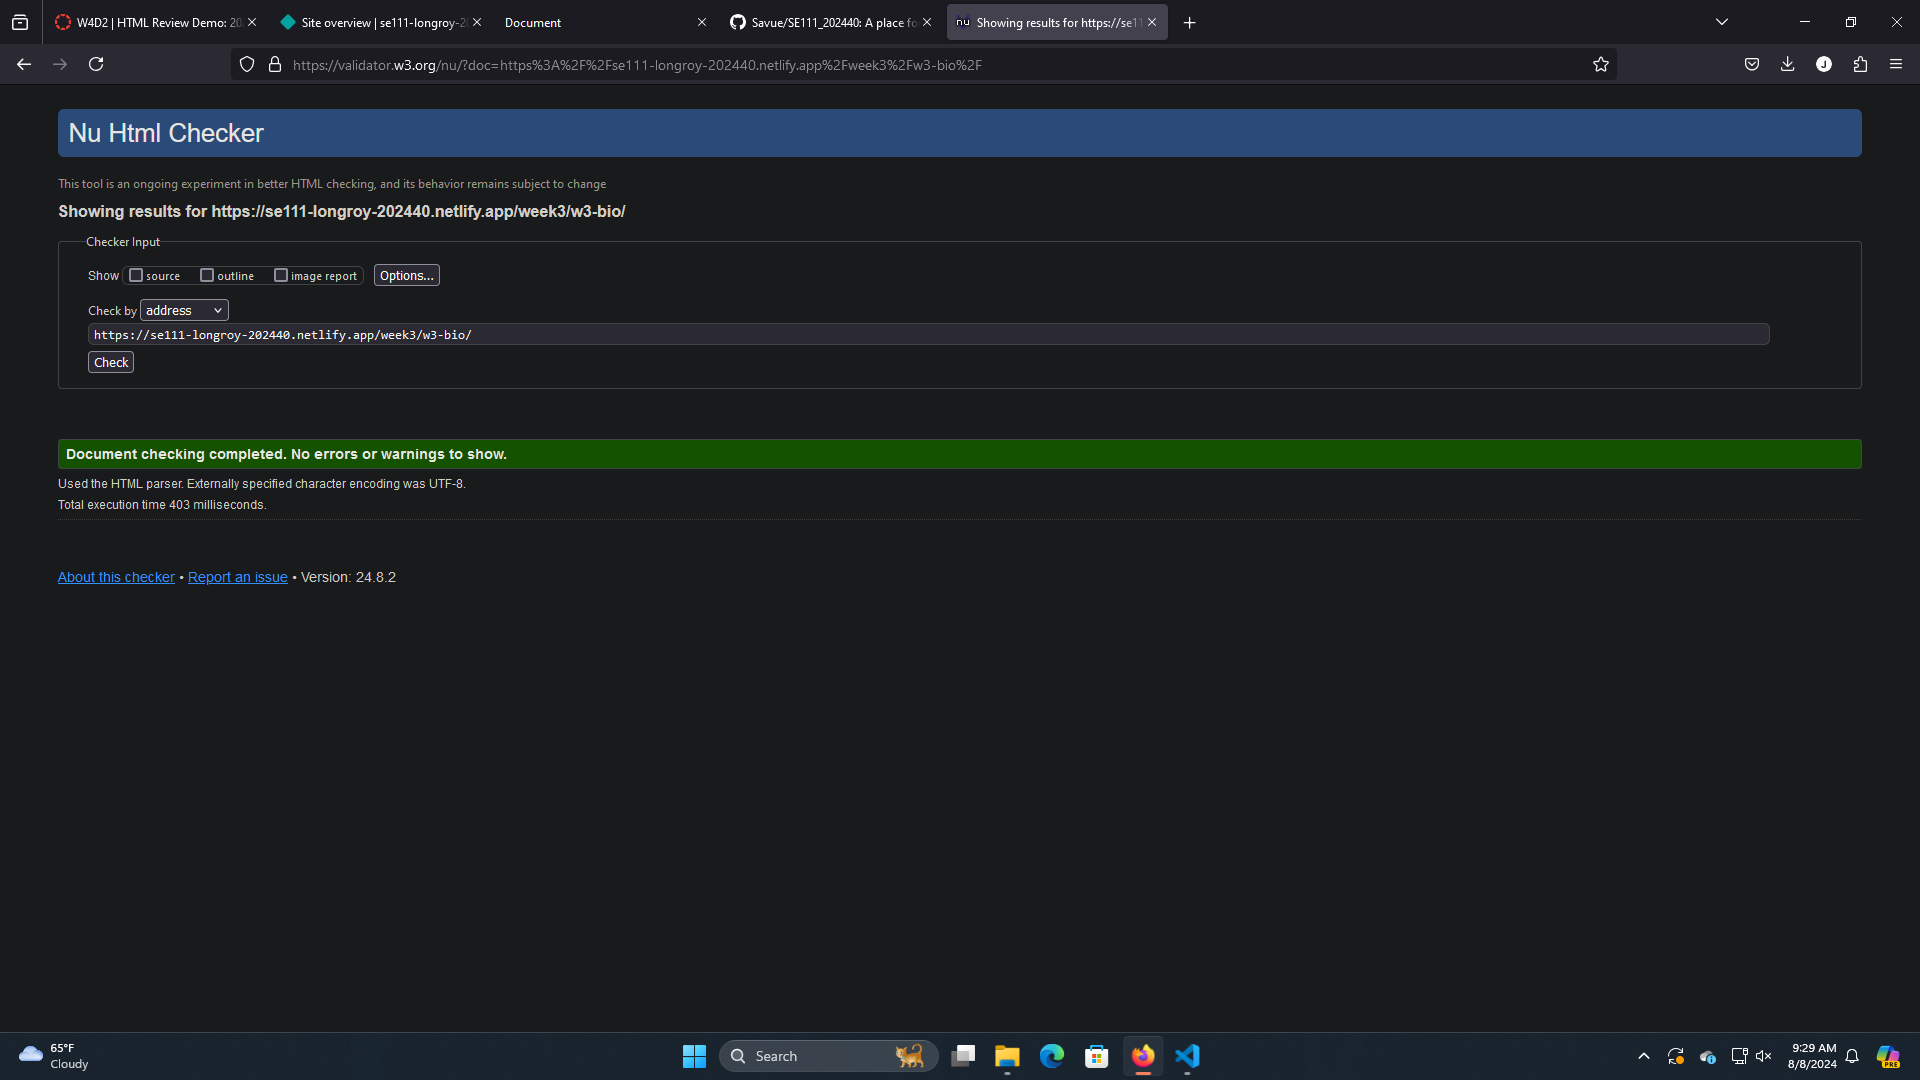 W4D2 | HTML Review Demo: 20
Site overview | se111-longroy-2
Document
Savue/SE111_202440: A place fo
nu Showing results for https://se11
https://validator.w3.org/nu/?doc=https%3A%2F%2Fse111-longroy-202440.netlify.app%2Fweek3%2Fw3-bio%2F
J
Nu Html Checker
This tool is an ongoing experiment in better HTML checking, and its behavior remains subject to change
Showing results for https://se111-longroy-202440.netlify.app/week3/w3-bio/
Checker Input
Show source outline image report Options...
Check by address
https://se111-longroy-202440.netlify.app/week3/w3-bio/
Check
Document checking completed. No errors or warnings to show.
Used the HTML parser. Externally specified character encoding was UTF-8.
Total execution time 403 milliseconds.
About this checker • Report an issue • Version: 24.8.2
65°F
Cloudy
Search
9:29 AM
8/8/2024
PRE